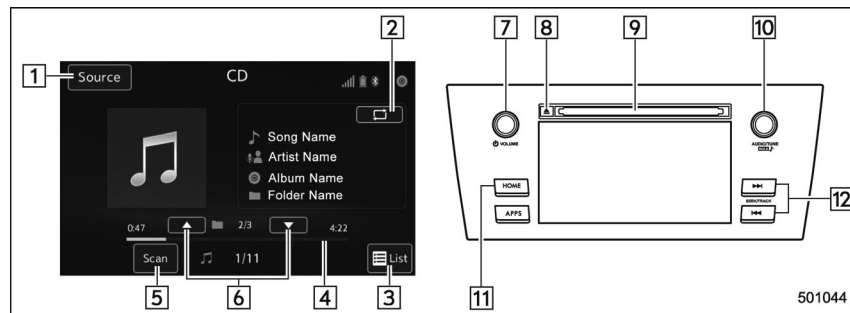 2
7
8
9
10
1
Source
CD
Song Name
Artist Name
Album Name
Folder Name
VOLUME
AUDIO/TUNE
HOME
APPS
SEEK/TRACK
12
0:47
2/3
4:22
Scan
1/11
List
5
6
4
3
11
501044